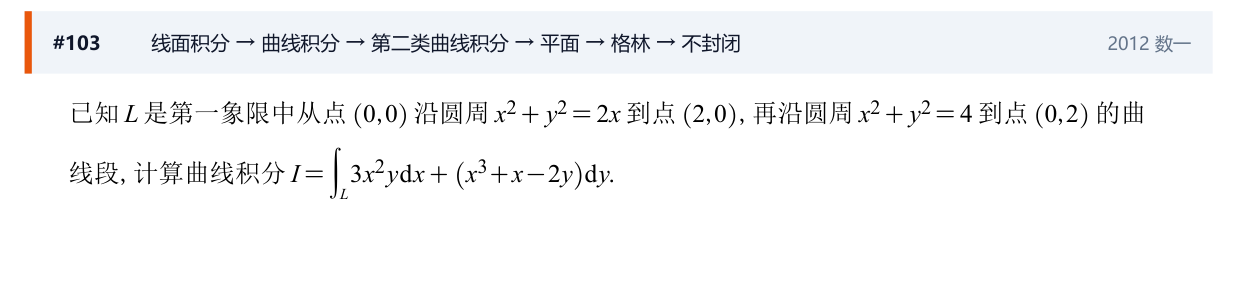 #103 线面积分 → 曲线积分 → 第二类曲线积分 → 平面 → 格林 → 不封闭 2012 数一
已知 L 是第一象限中从点 (0,0) 沿圆周 x²+y²=2x 到点 (2,0), 再沿圆周 x²+y²=4 到点 (0,2) 的曲
线段, 计算曲线积分 I=∫_L 3x²ydx+(x³+x−2y)dy.